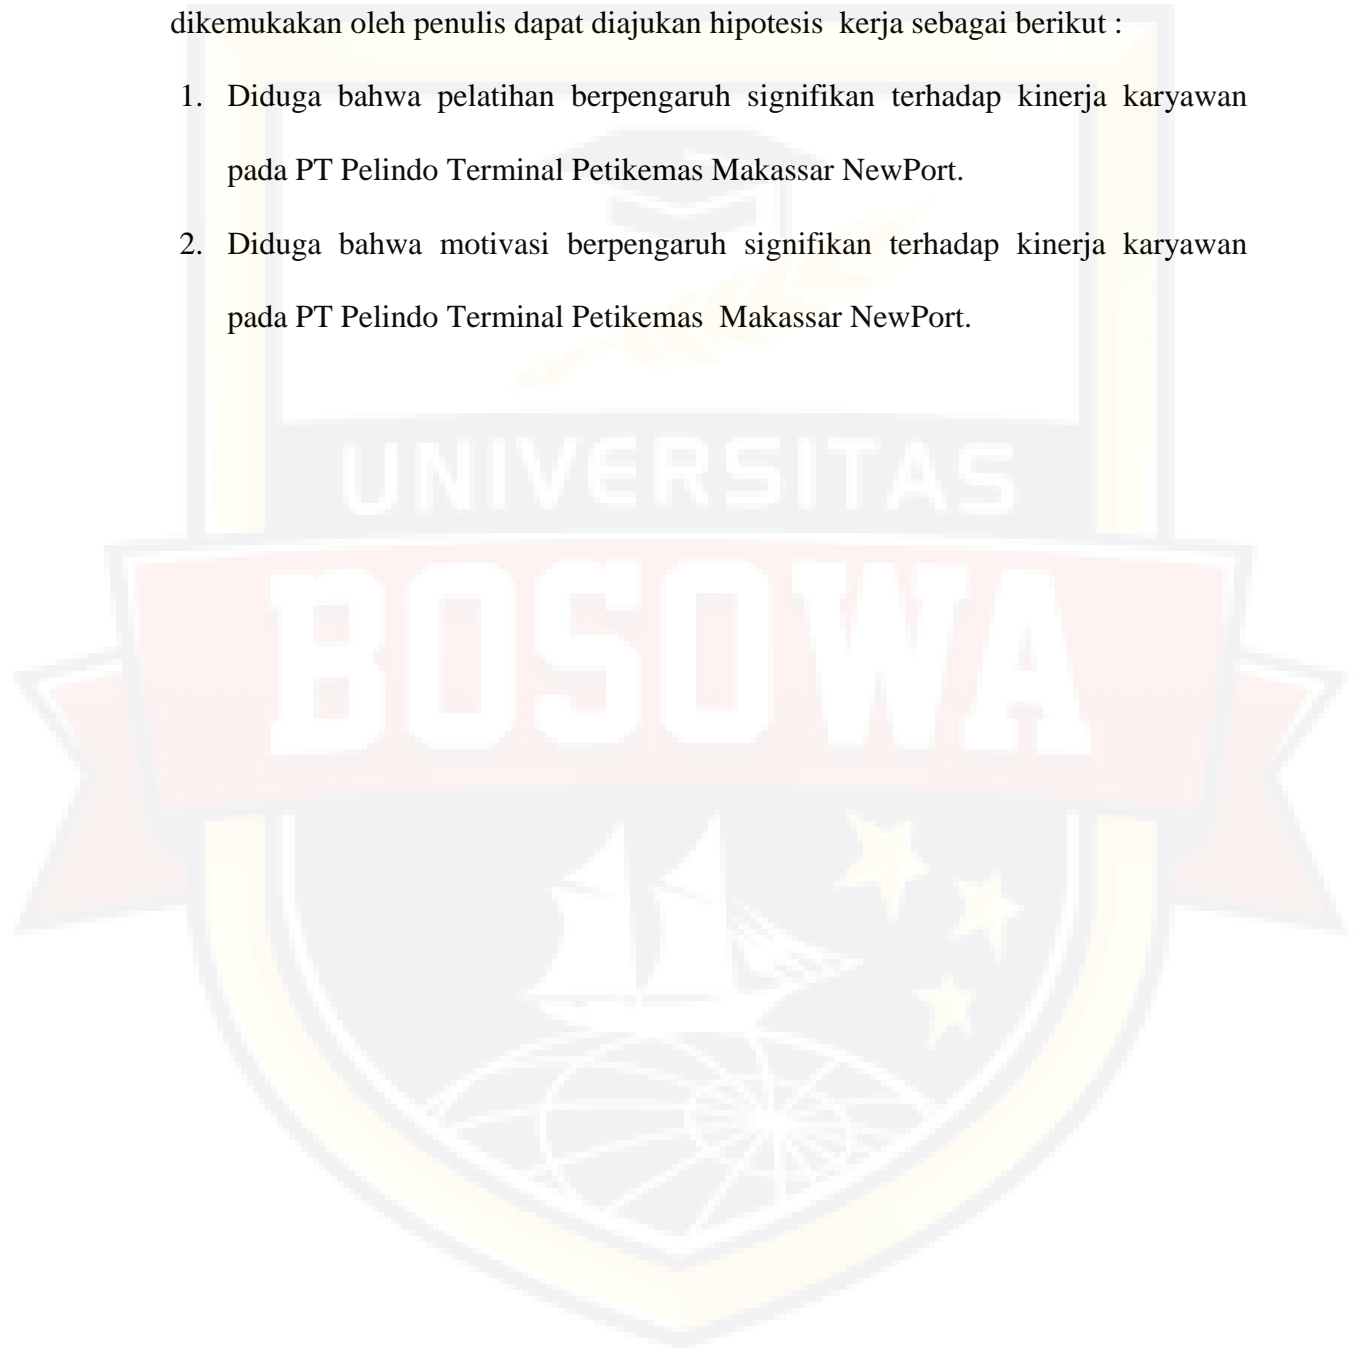 dikemukakan oleh penulis dapat diajukan hipotesis kerja sebagai berikut :
1. Diduga bahwa pelatihan berpengaruh signifikan terhadap kinerja karyawan
pada PT Pelindo Terminal Petikemas Makassar NewPort.
2. Diduga bahwa motivasi berpengaruh signifikan terhadap kinerja karyawan
pada PT Pelindo Terminal Petikemas Makassar NewPort.
UNIVERSITAS
BOSOWA